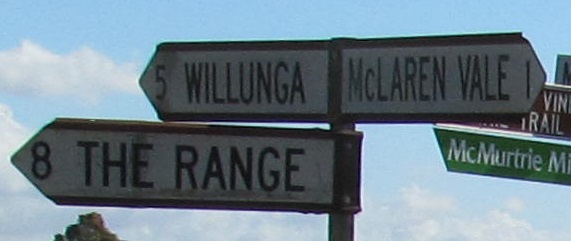 5 WILLUNGA
McLAREN VALE 1
8 THE RANGE
TRAIL
McMurtrie